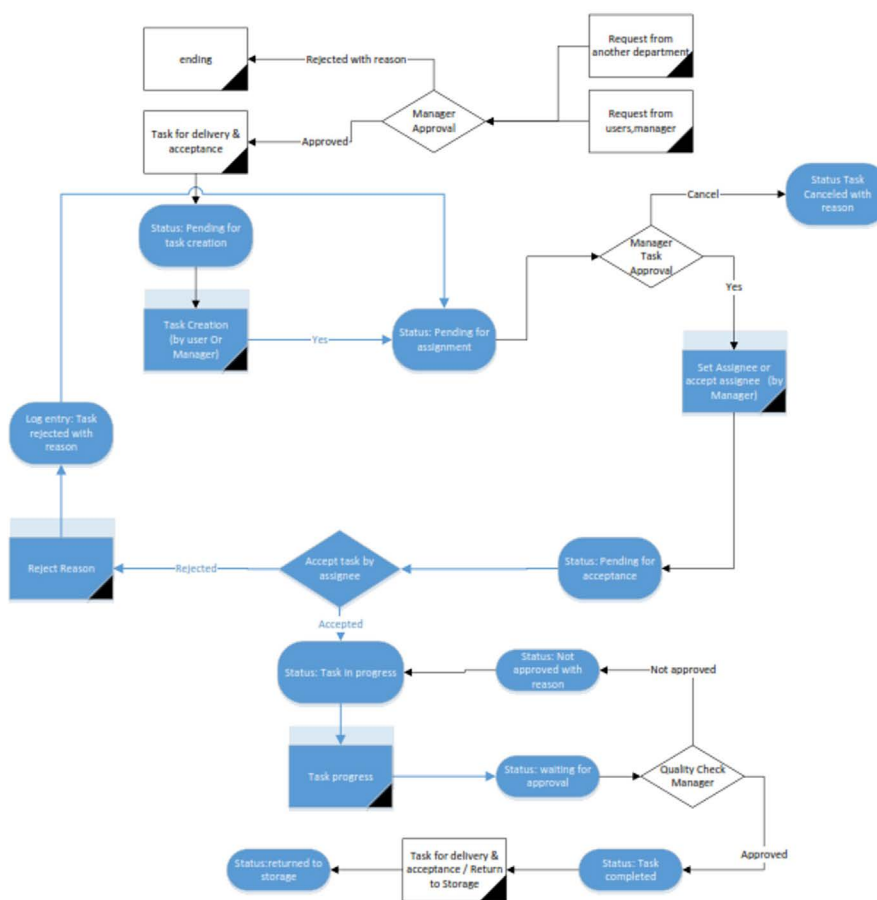 Request from
another department
ending
Rejected with reason
Manager
Approval
Request from
users,manager
Task for delivery &
acceptance
Approved
Status Task
Canceled with
reason
Cancel
Status: Pending for
task creation
Manager
Task
Approval
Yes
Task Creation
(by user Or
Manager)
Yes
Status: Pending for
assignment
Set Assignee or
accept assignee (by
Manager)
Log entry: Task
rejected with
reason
Reject Reason
Rejected
Accept task by
assignee
Status: Pending for
acceptance
Accepted
Status: Task In progress
Status: Not
approved with
reason
Not approved
Task progress
Status: waiting for
approval
Quality Check
Manager
Approved
Status:returned to
storage
Task for delivery &
acceptance / Return
to Storage
Status: Task
completed